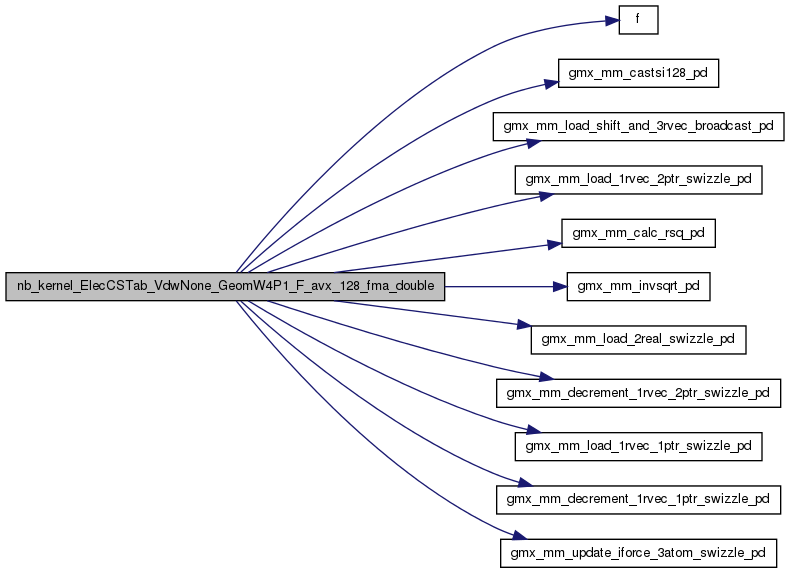 f
gmx_mm_castsi128_pd
gmx_mm_load_shift_and_3rvec_broadcast_pd
gmx_mm_load_1rvec_2ptr_swizzle_pd
gmx_mm_calc_rsq_pd
nb_kernel_ElecCSTab_VdwNone_GeomW4P1_F_avx_128_fma_double
gmx_mm_invsqrt_pd
gmx_mm_load_2real_swizzle_pd
gmx_mm_decrement_1rvec_2ptr_swizzle_pd
gmx_mm_load_1rvec_1ptr_swizzle_pd
gmx_mm_decrement_1rvec_1ptr_swizzle_pd
gmx_mm_update_iforce_3atom_swizzle_pd